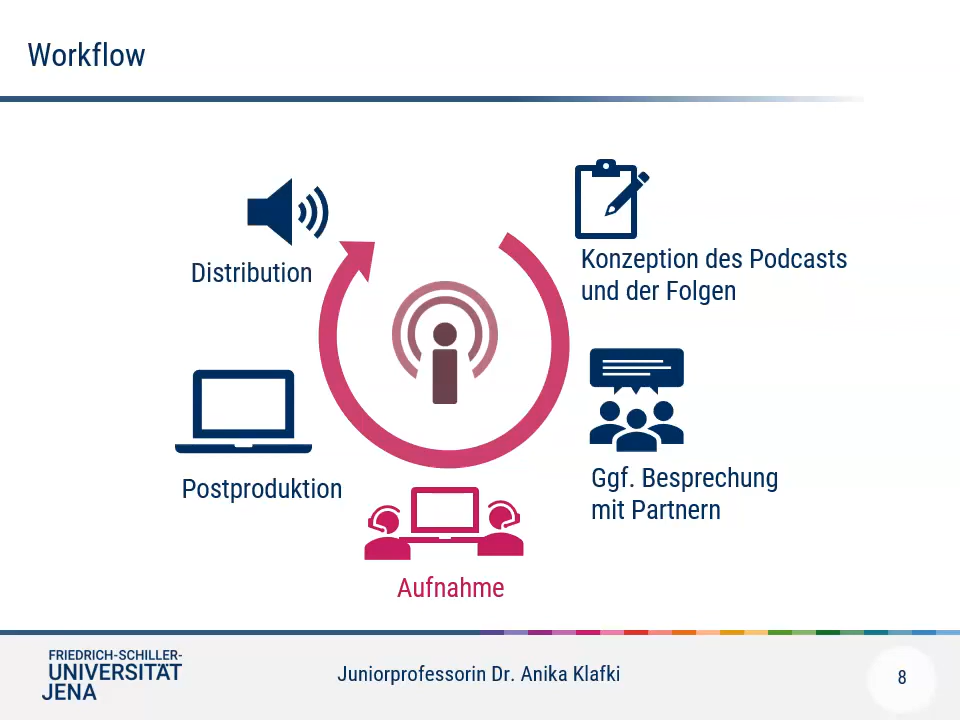 Workflow
Distribution
Konzeption des Podcasts
und der Folgen
Postproduktion
Ggf. Besprechung
mit Partnern
Aufnahme
FRIEDRICH-SCHILLER-
UNIVERSITÄT
JENA
Juniorprofessorin Dr. Anika Klafki
8